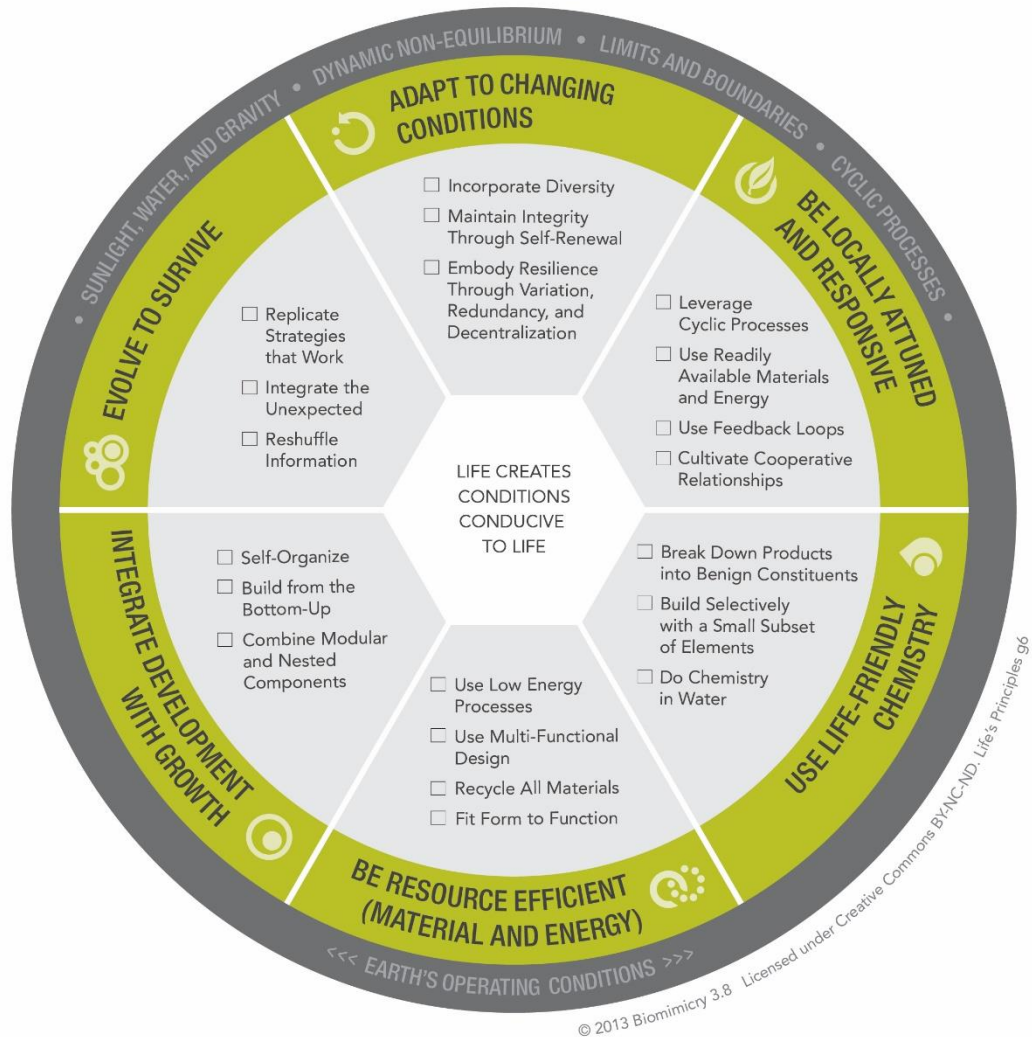 • SUNLIGHT, WATER, AND GRAVITY • DYNAMIC NON-EQUILIBRIUM • LIMITS AND BOUNDARIES • CYCLIC PROCESSES •
ADAPT TO CHANGING
CONDITIONS
Incorporate Diversity
Maintain Integrity
Through Self-Renewal
Embody Resilience
Through Variation,
Redundancy, and
Decentralization
BE LOCALLY ATTUNED
AND RESPONSIVE
Leverage
Cyclic Processes
Use Readily
Available Materials
and Energy
Use Feedback Loops
Cultivate Cooperative
Relationships
USE LIFE-FRIENDLY
CHEMISTRY
Break Down Products
into Benign Constituents
Build Selectively
with a Small Subset
of Elements
Do Chemistry
in Water
BE RESOURCE EFFICIENT
(MATERIAL AND ENERGY)
Use Low Energy
Processes
Use Multi-Functional
Design
Recycle All Materials
Fit Form to Function
INTEGRATE DEVELOPMENT
WITH GROWTH
Self-Organize
Build from the
Bottom-Up
Combine Modular
and Nested
Components
EVOLVE TO SURVIVE
Replicate
Strategies
that Work
Integrate the
Unexpected
Reshuffle
Information
LIFE CREATES
CONDITIONS
CONDUCIVE
TO LIFE
<<< EARTH'S OPERATING CONDITIONS >>>
© 2013 Biomimicry 3.8 Licensed under Creative Commons BY-NC-ND. Life's Principles g6